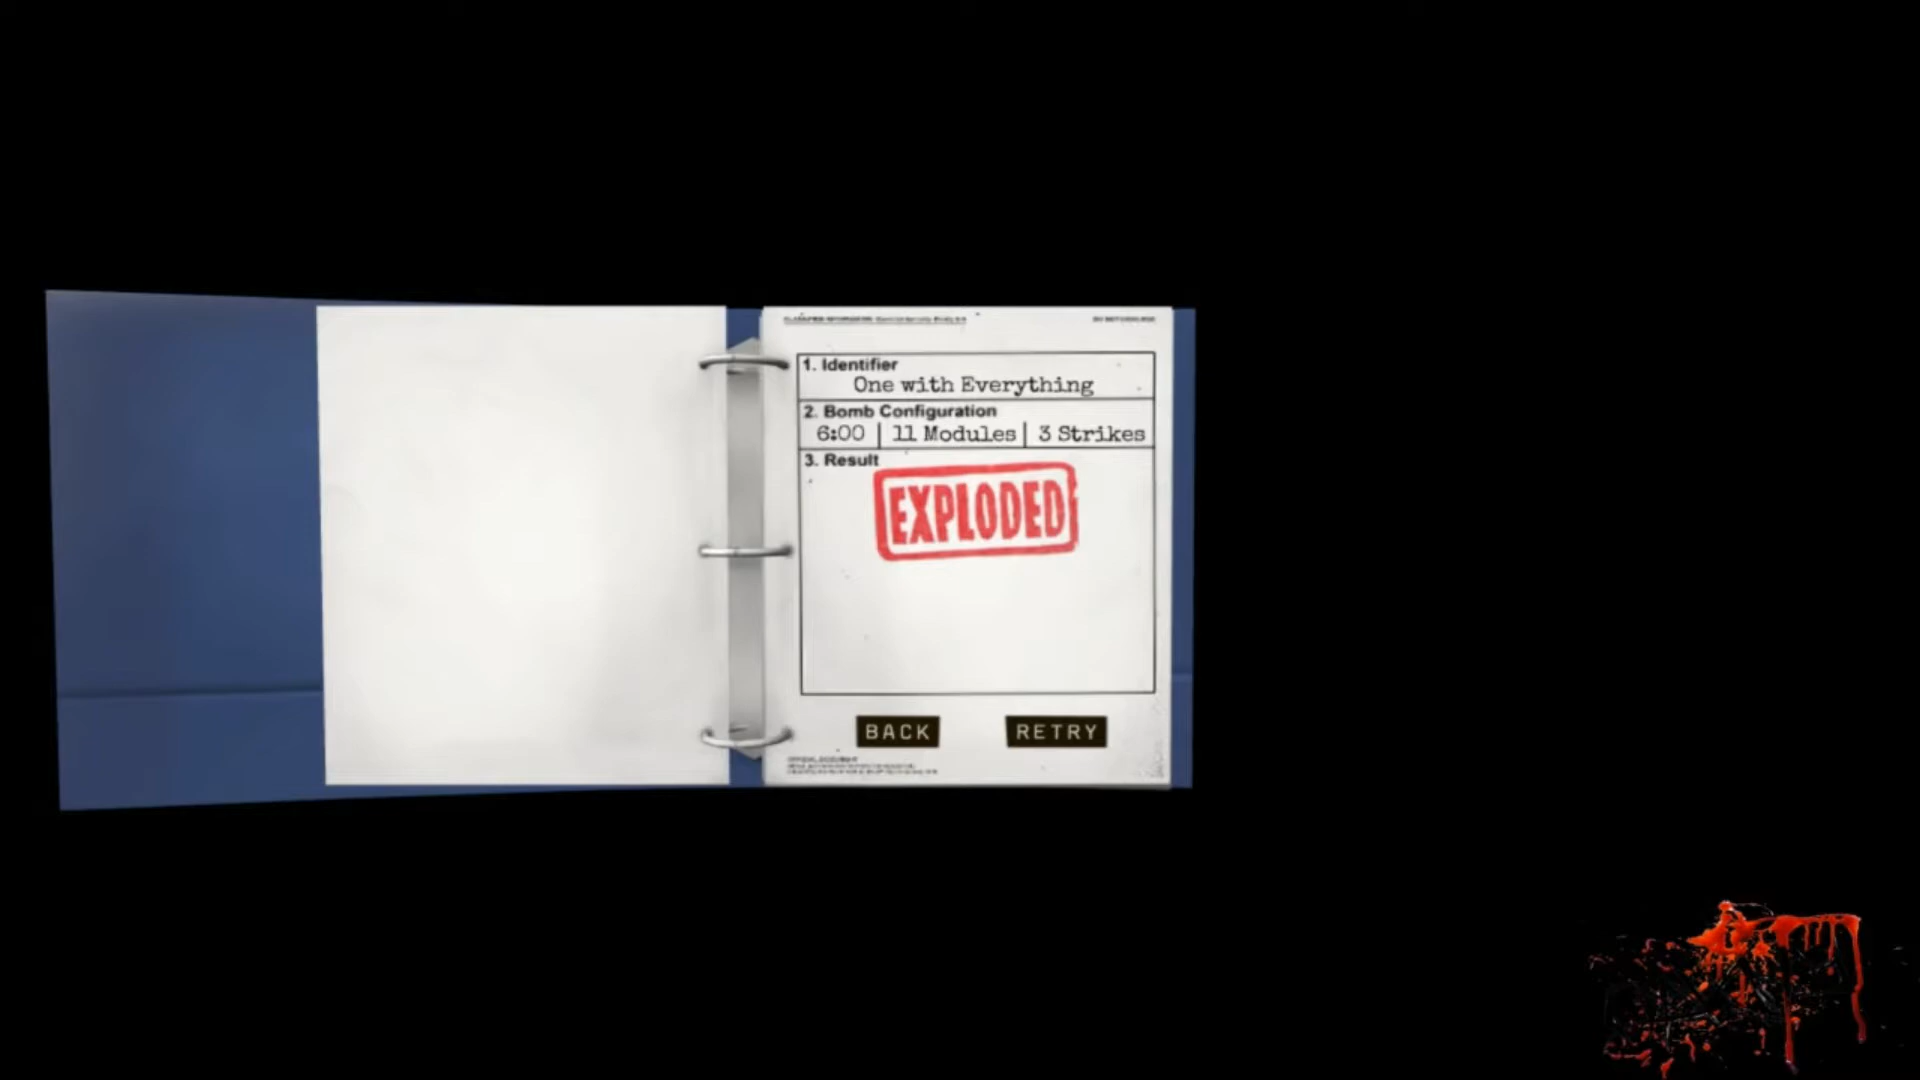 1. Identifier
One with Everything
2. Bomb Configuration
6:00 | 11 Modules | 3 Strikes
3. Result
EXPLODED
BACK
RETRY